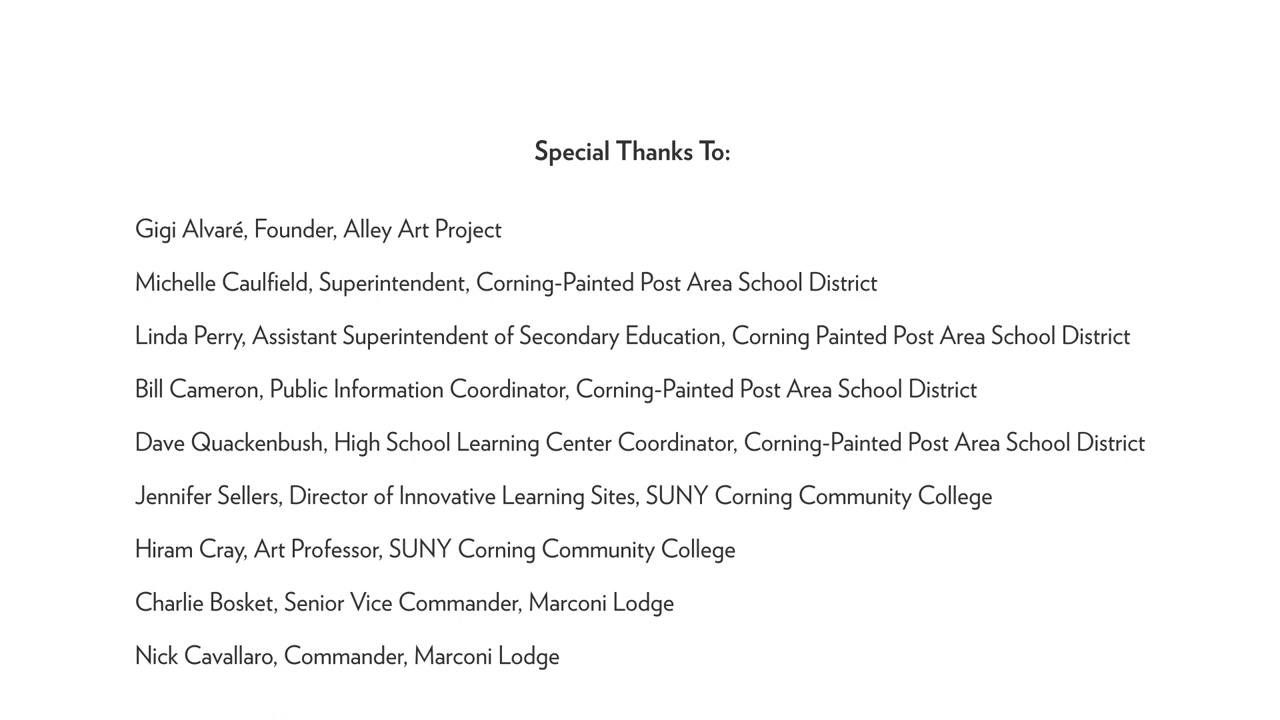 Special Thanks To:
Gigi Alvaré, Founder, Alley Art Project
Michelle Caulfield, Superintendent, Corning-Painted Post Area School District
Linda Perry, Assistant Superintendent of Secondary Education, Corning Painted Post Area School District
Bill Cameron, Public Information Coordinator, Corning-Painted Post Area School District
Dave Quackenbush, High School Learning Center Coordinator, Corning-Painted Post Area School District
Jennifer Sellers, Director of Innovative Learning Sites, SUNY Corning Community College
Hiram Cray, Art Professor, SUNY Corning Community College
Charlie Bosket, Senior Vice Commander, Marconi Lodge
Nick Cavallaro, Commander, Marconi Lodge